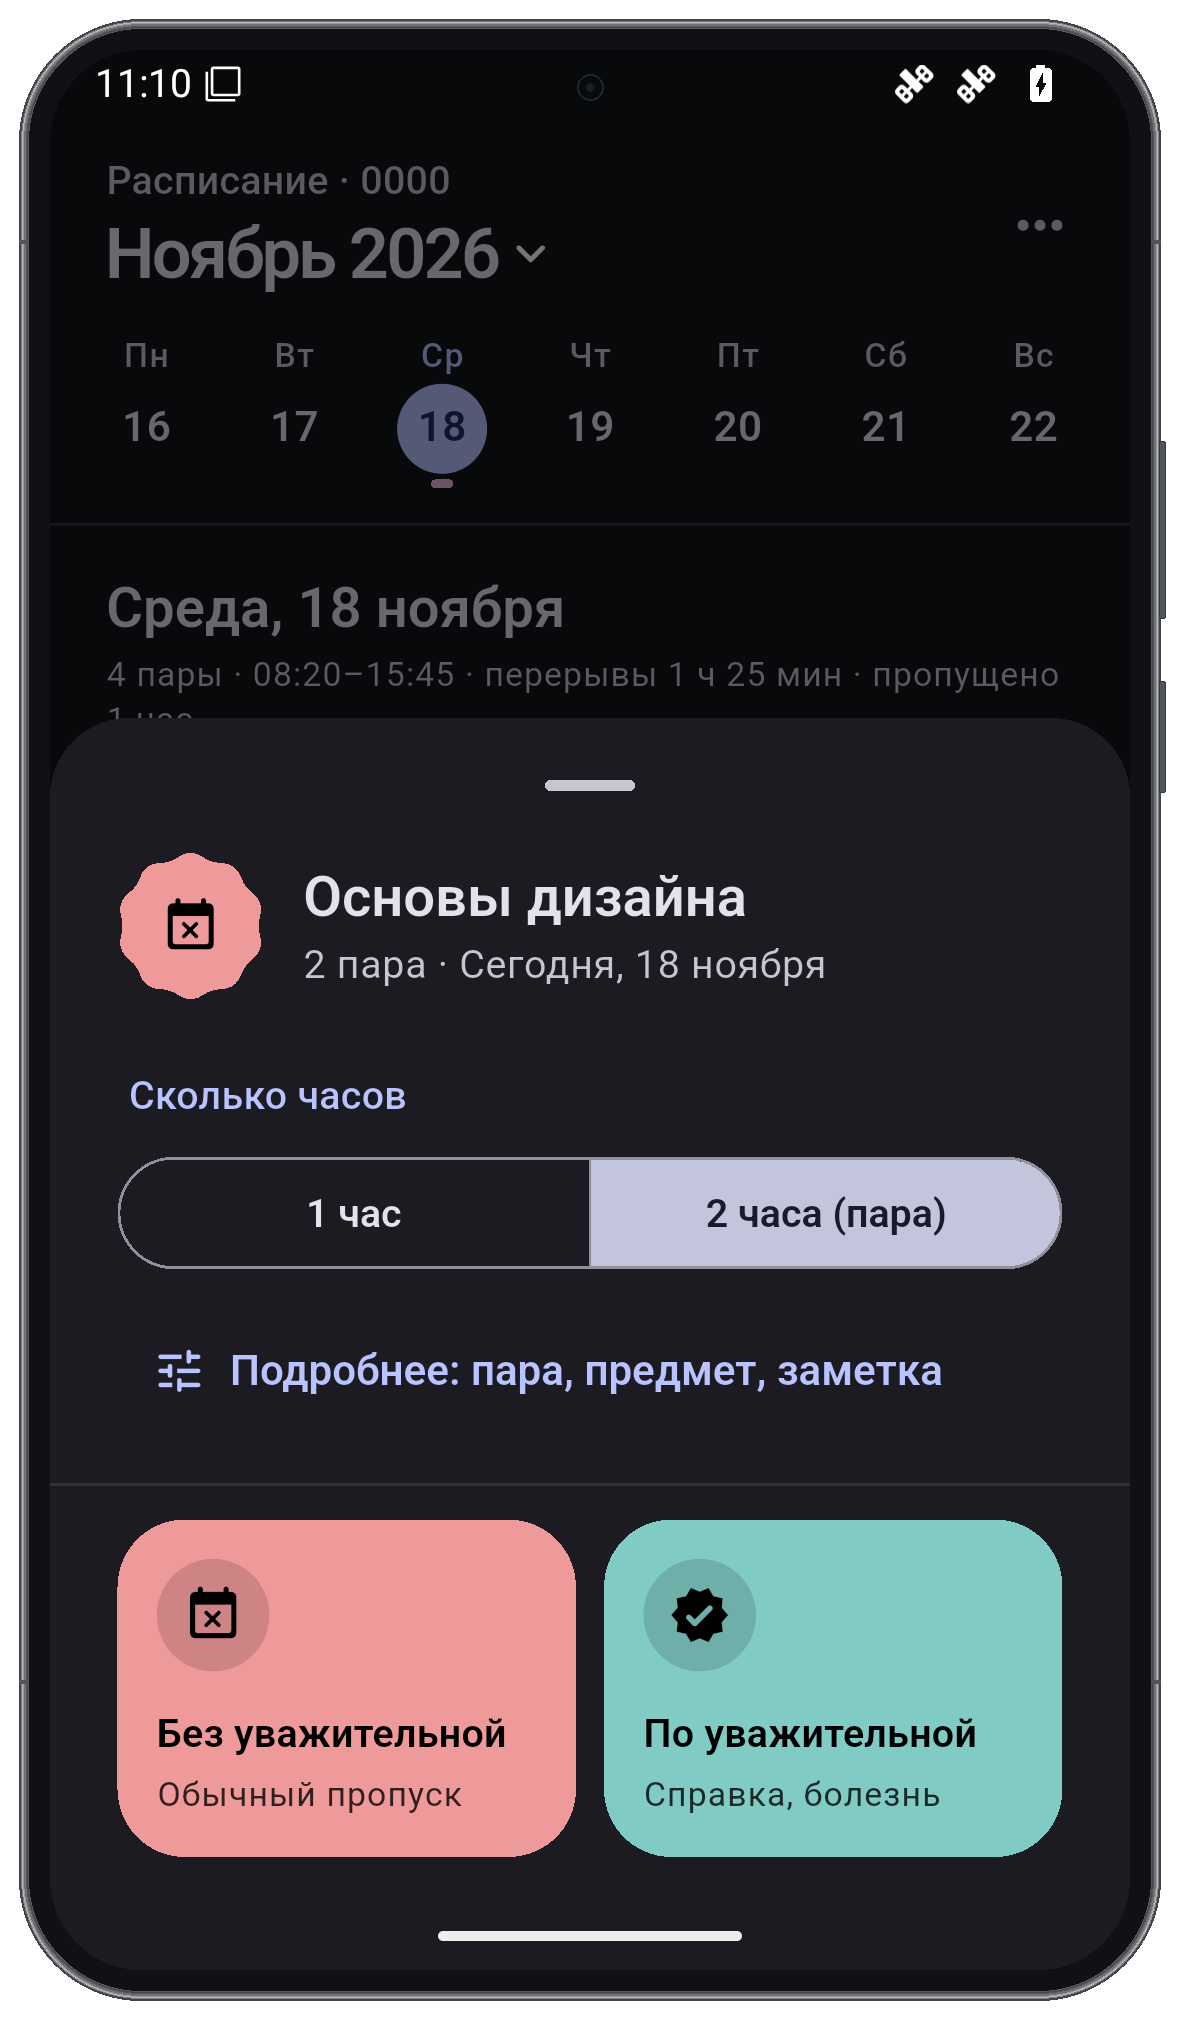 11:10
Расписание · 0000
Ноябрь 2026
Пн Вт Ср Чт Пт Сб Вс
16 17 18 19 20 21 22
Среда, 18 ноября
4 пары · 08:20–15:45 · перерывы 1 ч 25 мин · пропущено
1 час
Основы дизайна
2 пара · Сегодня, 18 ноября
Сколько часов
1 час 2 часа (пара)
Подробнее: пара, предмет, заметка
Без уважительной По уважительной
Обычный пропуск Справка, болезнь